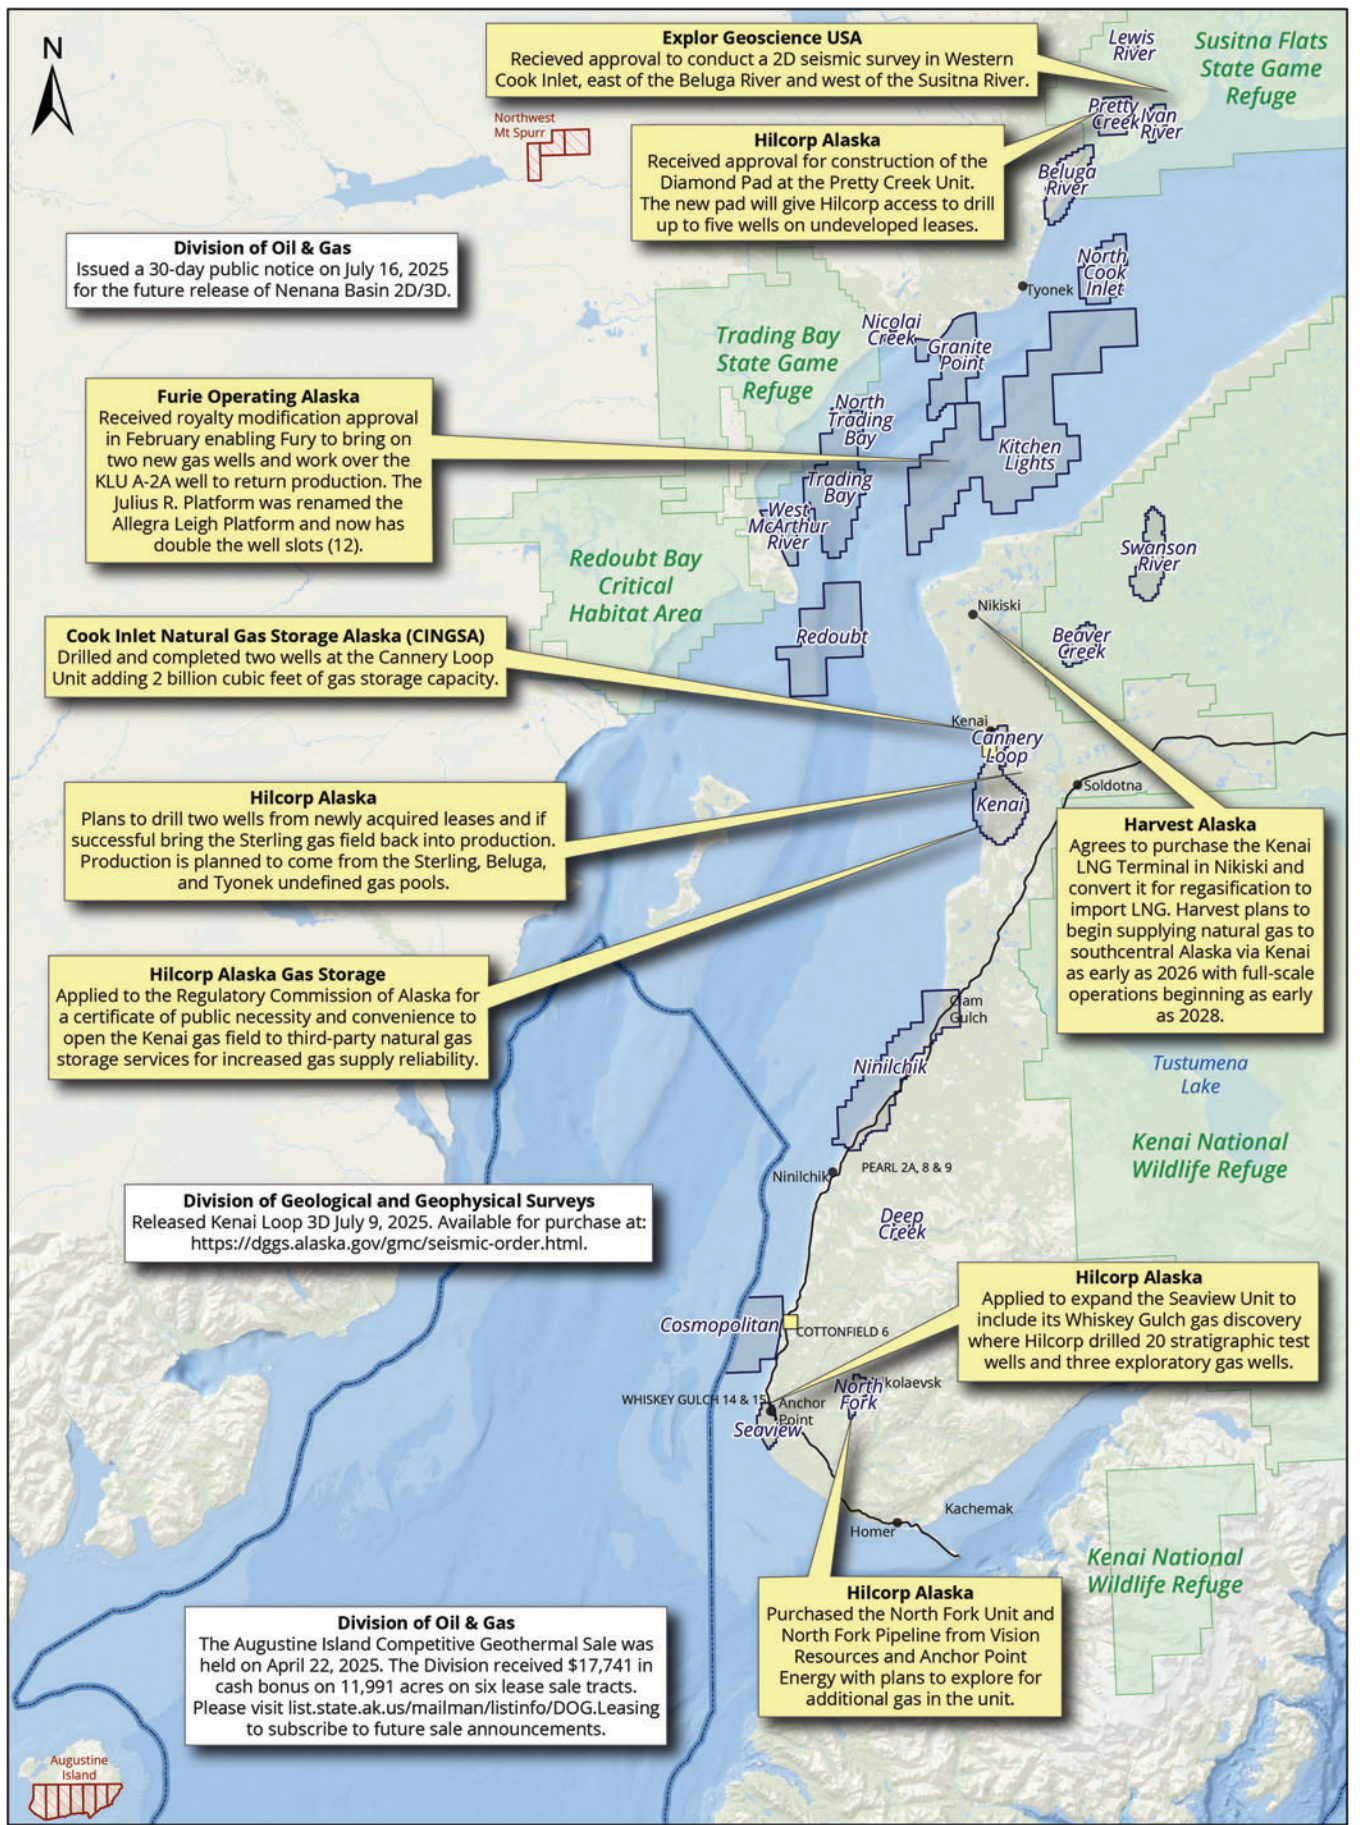 N
Explor Geoscience USA
Recieved approval to conduct a 2D seismic survey in Western
Cook Inlet, east of the Beluga River and west of the Susitna River.
Lewis
River
Susitna Flats
State Game
Refuge
Northwest
Mt Spurr
Pretty
Creek
Ivan
River
Hilcorp Alaska
Received approval for construction of the
Diamond Pad at the Pretty Creek Unit.
The new pad will give Hilcorp access to drill
up to five wells on undeveloped leases.
Beluga
River
Division of Oil & Gas
Issued a 30-day public notice on July 16, 2025
for the future release of Nenana Basin 2D/3D.
North
Cook
Inlet
Tyonek
Nicolai
Creek
Granite
Point
Trading Bay
State Game
Refuge
Furie Operating Alaska
Received royalty modification approval
in February enabling Fury to bring on
two new gas wells and work over the
KLU A-2A well to return production. The
Julius R. Platform was renamed the
Allegra Leigh Platform and now has
double the well slots (12).
North
Trading
Bay
Kitchen
Lights
Trading
Bay
West
McArthur
River
Swanson
River
Redoubt Bay
Critical
Habitat Area
Nikiski
Redoubt
Beaver
Creek
Cook Inlet Natural Gas Storage Alaska (CINGSA)
Drilled and completed two wells at the Cannery Loop
Unit adding 2 billion cubic feet of gas storage capacity.
Kenai
Cannery
Loop
Soldotna
Kenai
Hilcorp Alaska
Plans to drill two wells from newly acquired leases and if
successful bring the Sterling gas field back into production.
Production is planned to come from the Sterling, Beluga,
and Tyonek undefined gas pools.
Harvest Alaska
Agrees to purchase the Kenai
LNG Terminal in Nikiski and
convert it for regasification to
import LNG. Harvest plans to
begin supplying natural gas to
southcentral Alaska via Kenai
as early as 2026 with full-scale
operations beginning as early
as 2028.
Hilcorp Alaska Gas Storage
Applied to the Regulatory Commission of Alaska for
a certificate of public necessity and convenience to
open the Kenai gas field to third-party natural gas
storage services for increased gas supply reliability.
Clam
Gulch
Ninilchik
Tustumena
Lake
Kenai National
Wildlife Refuge
Ninilchik
PEARL 2A, 8 & 9
Division of Geological and Geophysical Surveys
Released Kenai Loop 3D July 9, 2025. Available for purchase at:
https://dggs.alaska.gov/gmc/seismic-order.html.
Deep
Creek
Hilcorp Alaska
Applied to expand the Seaview Unit to
include its Whiskey Gulch gas discovery
where Hilcorp drilled 20 stratigraphic test
wells and three exploratory gas wells.
Cosmopolitan
COTTONFIELD 6
Nikolaevsk
North
Fork
WHISKEY GULCH 14 & 15
Anchor
Point
Seaview
Kachemak
Homer
Kenai National
Wildlife Refuge
Hilcorp Alaska
Purchased the North Fork Unit and
North Fork Pipeline from Vision
Resources and Anchor Point
Energy with plans to explore for
additional gas in the unit.
Division of Oil & Gas
The Augustine Island Competitive Geothermal Sale was
held on April 22, 2025. The Division received $17,741 in
cash bonus on 11,991 acres on six lease sale tracts.
Please visit list.state.ak.us/mailman/listinfo/DOG.Leasing
to subscribe to future sale announcements.
Augustine
Island